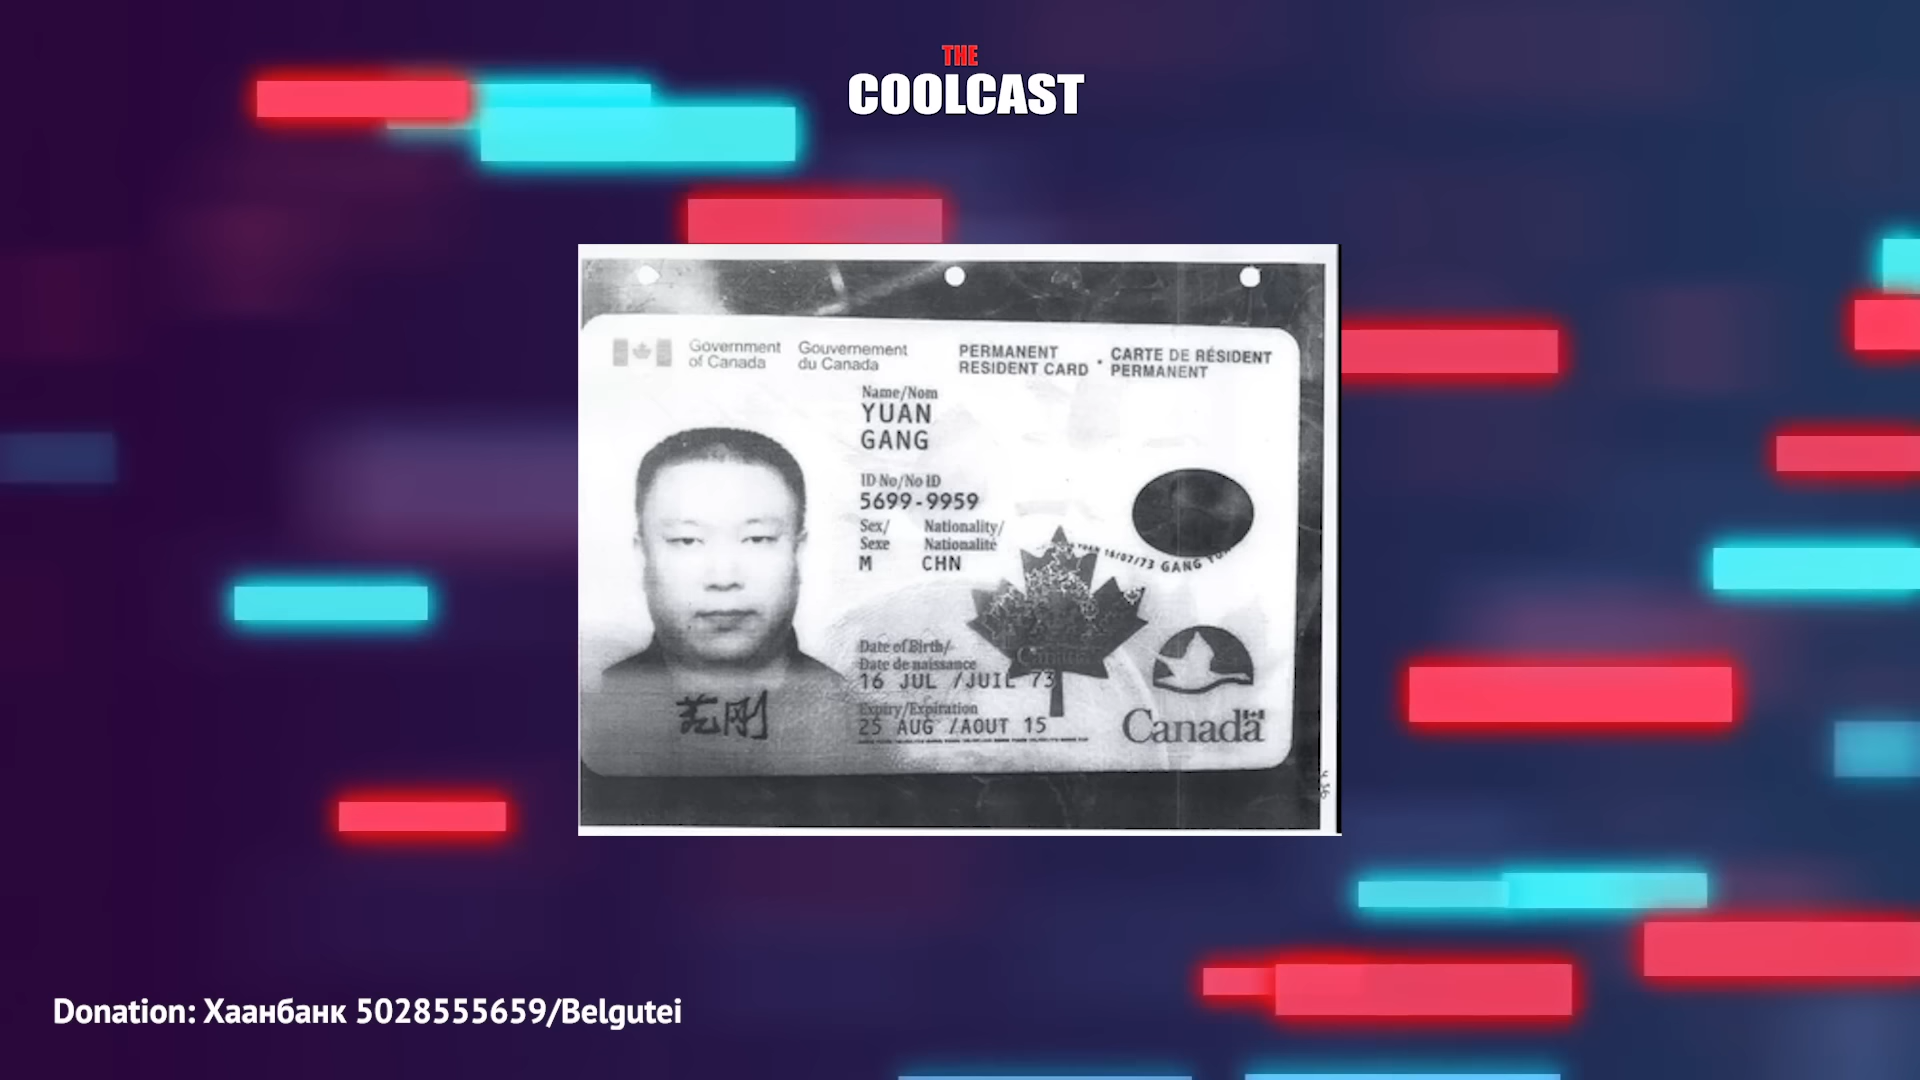 THE
COOLCAST
Government
of Canada
Gouvernement
du Canada
PERMANENT
RESIDENT CARD
·
CARTE DE RÉSIDENT
PERMANENT
Name/Nom
YUAN
GANG
ID No/No ID
5699-9959
Sex/
Sexe
Nationality/
Nationalité
M
CHN
16/07/73 GANG
Date of Birth/
Date de naissance
16 JUL /JUIL 73
Expiry/Expiration
25 AUG /AOUT 15
Canada
Canada
Donation: Хаанбанк 5028555659/Belgutei